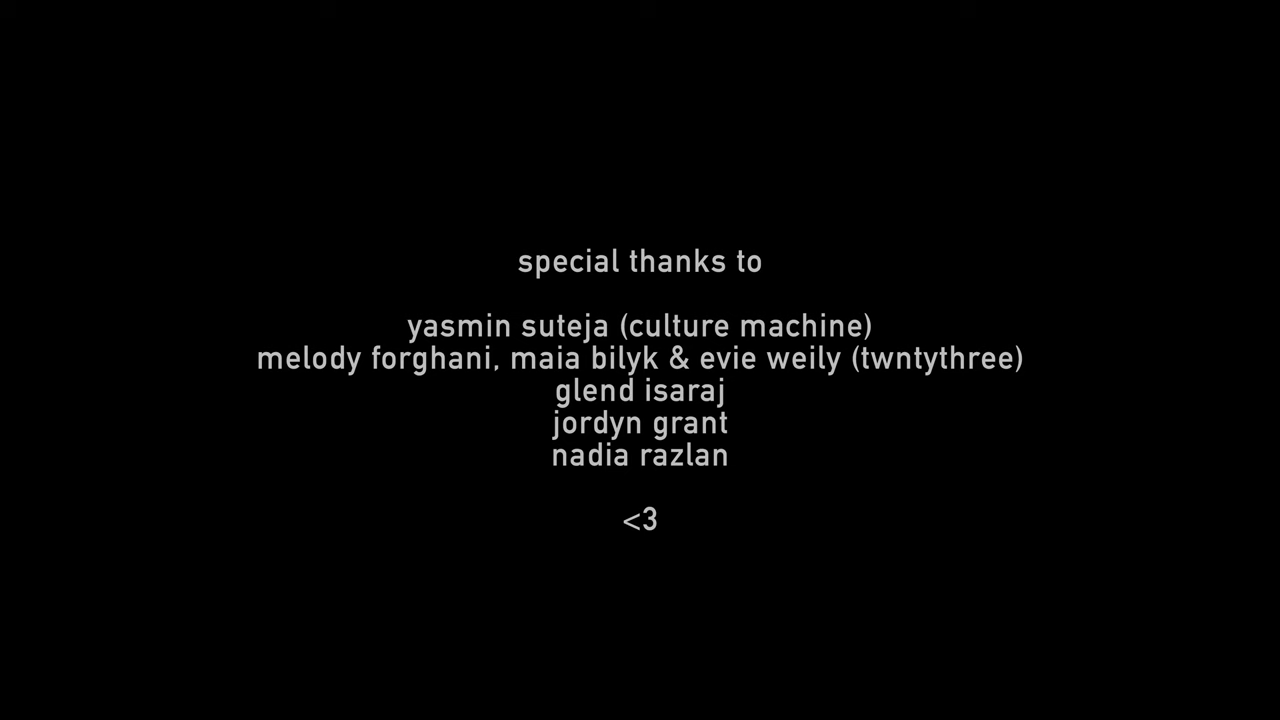 special thanks to
yasmin suteja (culture machine)
melody forghani, maia bilyk & evie weily (twntythree)
glend isaraj
jordyn grant
nadia razlan
<3